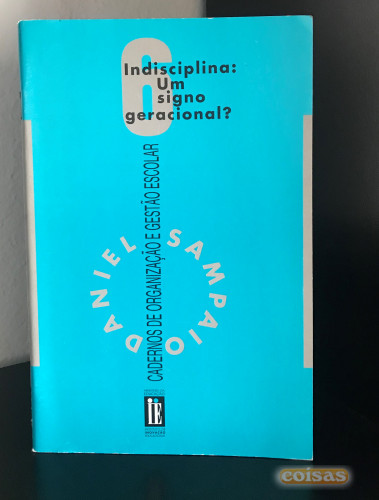 6
Indisciplina:
Um
signo
geracional?
CADERNOS DE ORGANIZAÇÃO E GESTÃO ESCOLAR
DANIEL SAMPAIO
IIE
coisas